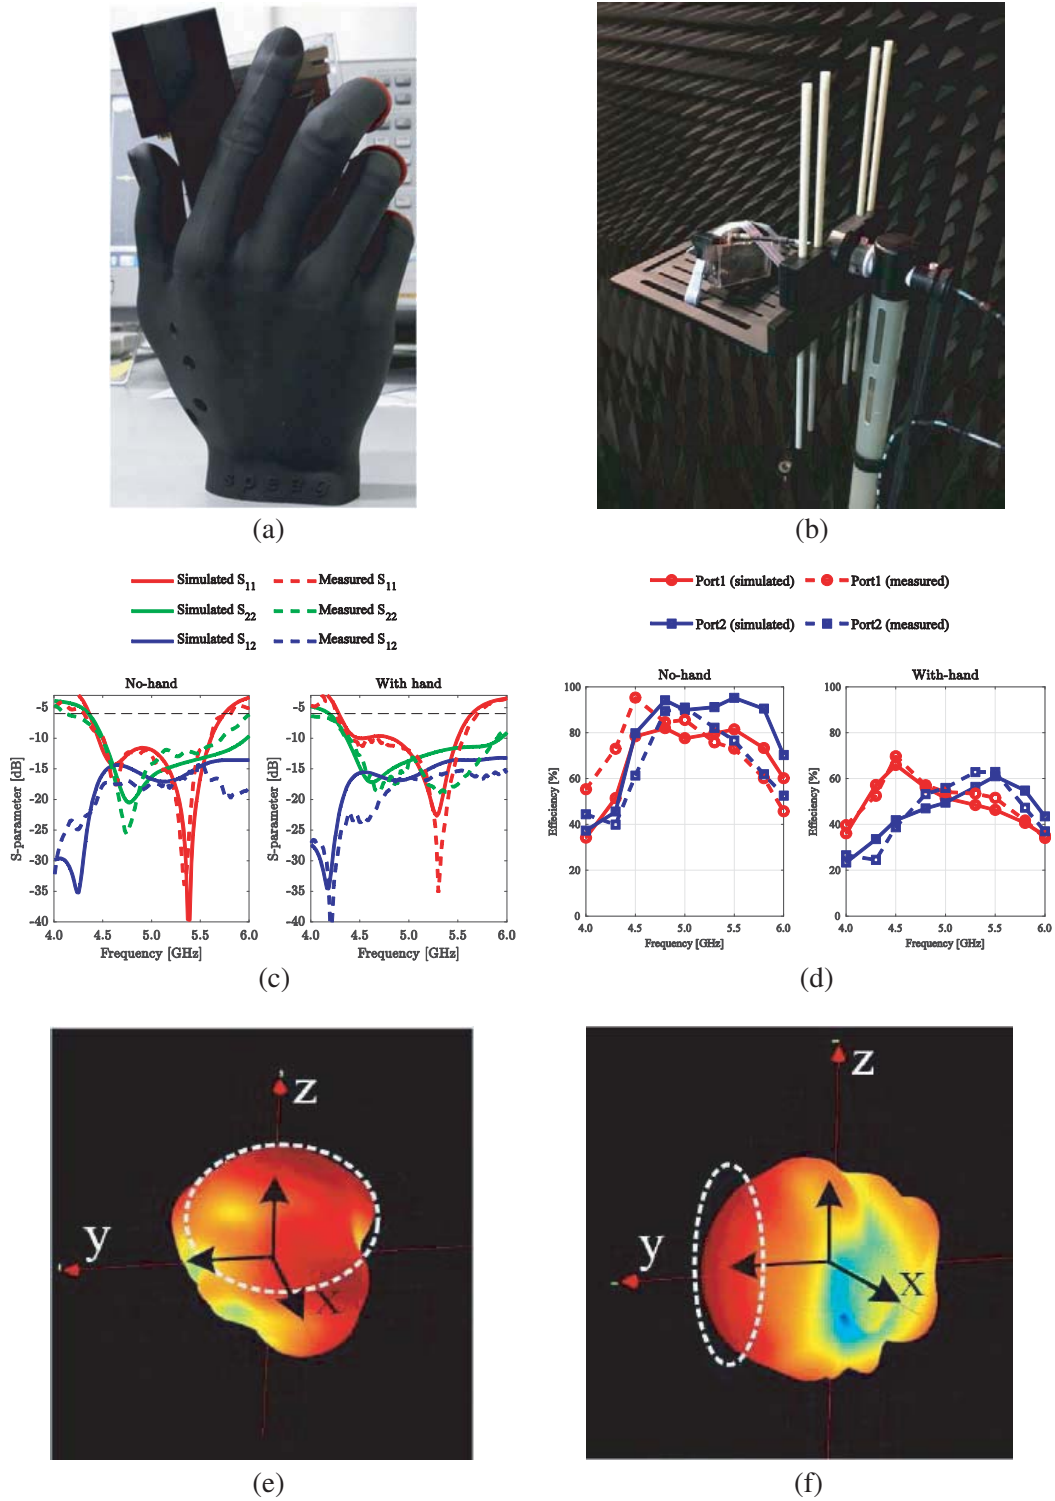 speag
(a)
(b)
Simulated S11
Measured S11
Simulated S22
Measured S22
Simulated S12
Measured S12
No-hand
With hand
S-parameter [dB]
-5
-10
-15
-20
-25
-30
-35
-40
4.0 4.5 5.0 5.5 6.0
Frequency [GHz]
-5
-10
-15
-20
-25
-30
-35
-40
4.0 4.5 5.0 5.5 6.0
Frequency [GHz]
(c)
Port1 (simulated)
Port1 (measured)
Port2 (simulated)
Port2 (measured)
No-hand
With-hand
Effeciency [%]
100
80
60
40
20
0
4.0 4.5 5.0 5.5 6.0
Frequency [GHz]
Effeciency [%]
100
80
60
40
20
0
4.0 4.5 5.0 5.5 6.0
Frequency [GHz]
(d)
z
y
x
(e)
z
y
x
(f)